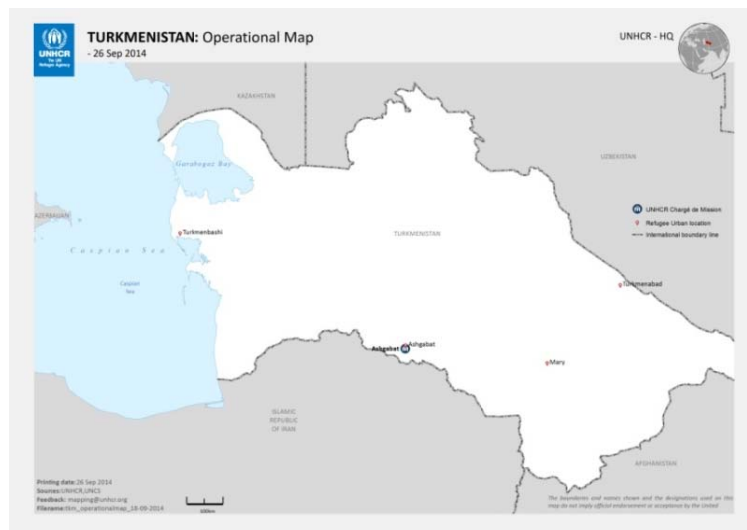 UNHCR
The UN
Refugee Agency
TURKMENISTAN: Operational Map
- 26 Sep 2014
UNHCR - HQ
KAZAKHSTAN
Garabogaz Bay
UZBEKISTAN
AZERBAIJAN
UNHCR Chargé de Mission
Refugee Urban location
International boundary line
Turkmenbashi
TURKMENISTAN
Caspian Sea
Caspian
Sea
Turkmenabad
Ashgabat
Ashgabat
Mary
ISLAMIC
REPUBLIC
OF IRAN
AFGHANISTAN
Printing date:26 Sep 2014
Sources:UNHCR,UNCS
Feedback: mapping@unhcr.org
Filename:tkm_operationalmap_18-09-2014
100km
The boundaries and names shown and the designations used on this
map do not imply official endorsement or acceptance by the United